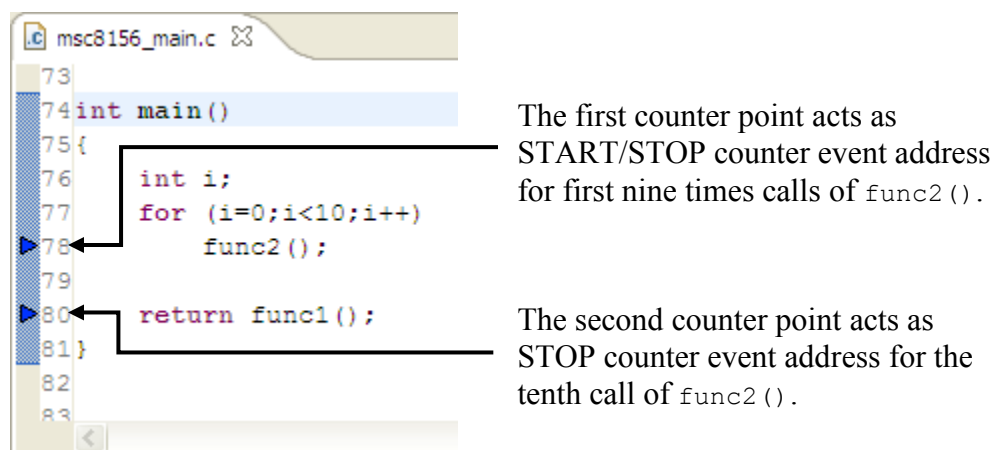 msc8156_main.c
73
74 int main()
75 {
76 int i;
77 for (i=0;i<10;i++)
78 func2();
79
80 return func1();
81 }
82
83
The first counter point acts as
START/STOP counter event address
for first nine times calls of func2().
The second counter point acts as
STOP counter event address for the
tenth call of func2().